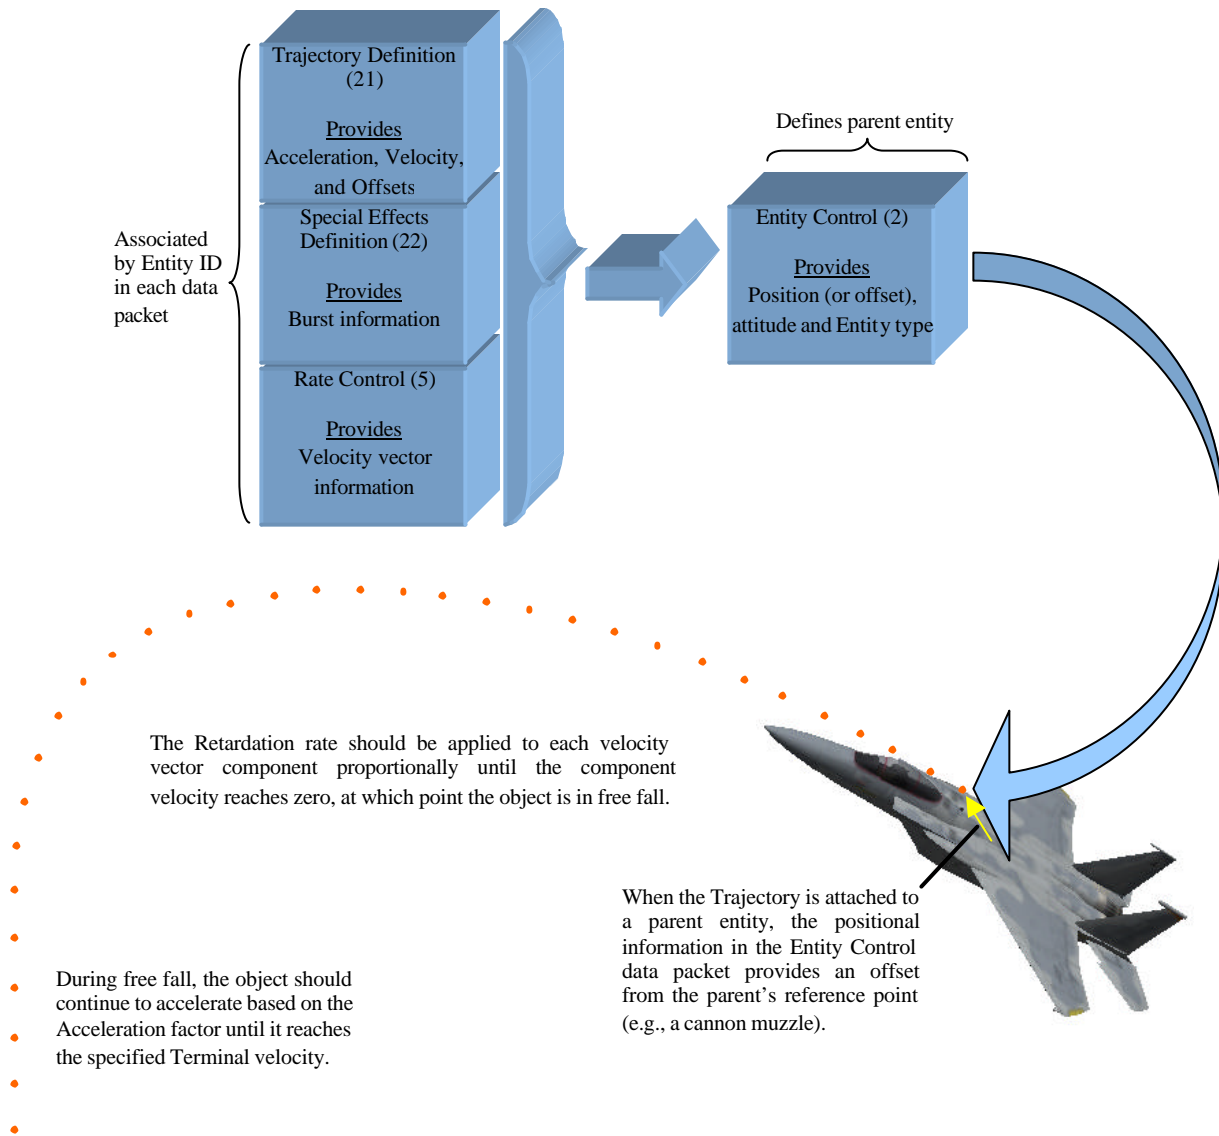 Trajectory Definition
(21)
Provides
Acceleration, Velocity,
and Offsets
Special Effects
Definition (22)
Provides
Burst information
Rate Control (5)
Provides
Velocity vector
information
Associated
by Entity ID
in each data
packet
Defines parent entity
Entity Control (2)
Provides
Position (or offset),
attitude and Entity type
The Retardation rate should be applied to each velocity
vector component proportionally until the component
velocity reaches zero, at which point the object is in free fall.
When the Trajectory is attached to
a parent entity, the positional
information in the Entity Control
data packet provides an offset
from the parent’s reference point
(e.g., a cannon muzzle).
During free fall, the object should
continue to accelerate based on the
Acceleration factor until it reaches
the specified Terminal velocity.